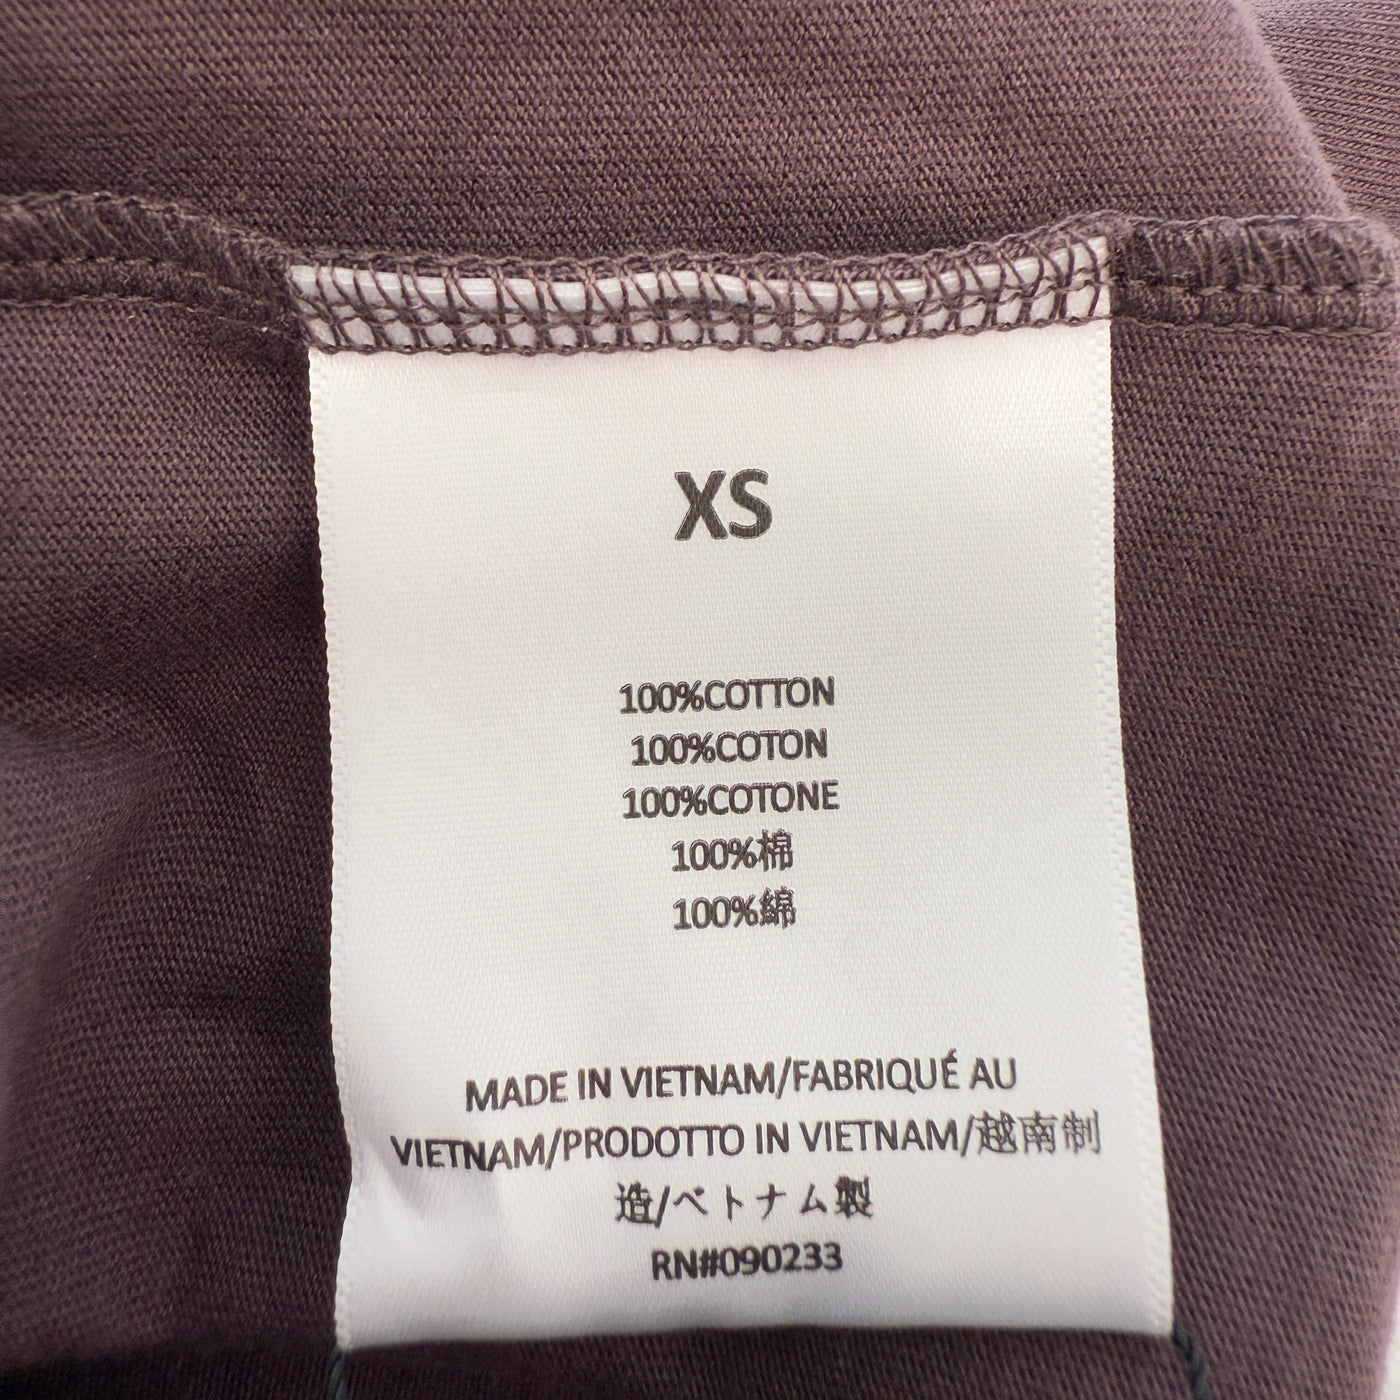 XS
100%COTTON
100%COTON
100%COTONE
100%棉
100%綿
MADE IN VIETNAM/FABRIQUÉ AU
VIETNAM/PRODOTTO IN VIETNAM/越南制
造/ベトナム製
RN#090233